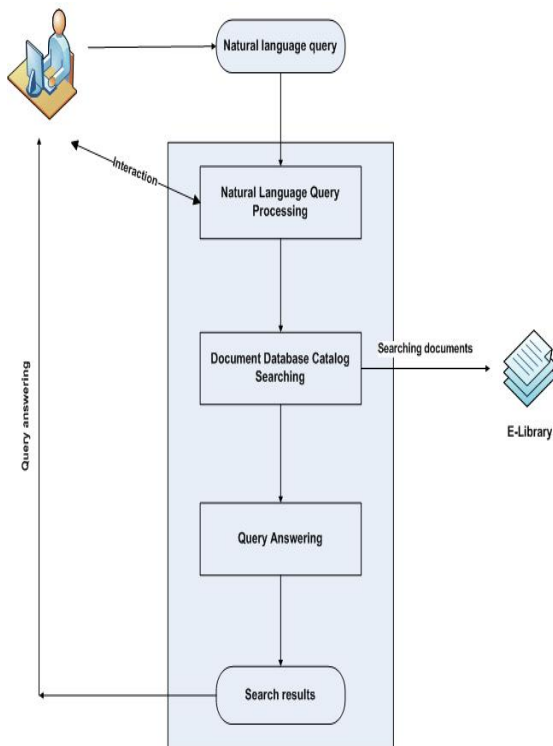 Natural language query
Interaction
Natural Language Query
Processing
Document Database Catalog
Searching
Searching documents
E-Library
Query answering
Query Answering
Search results